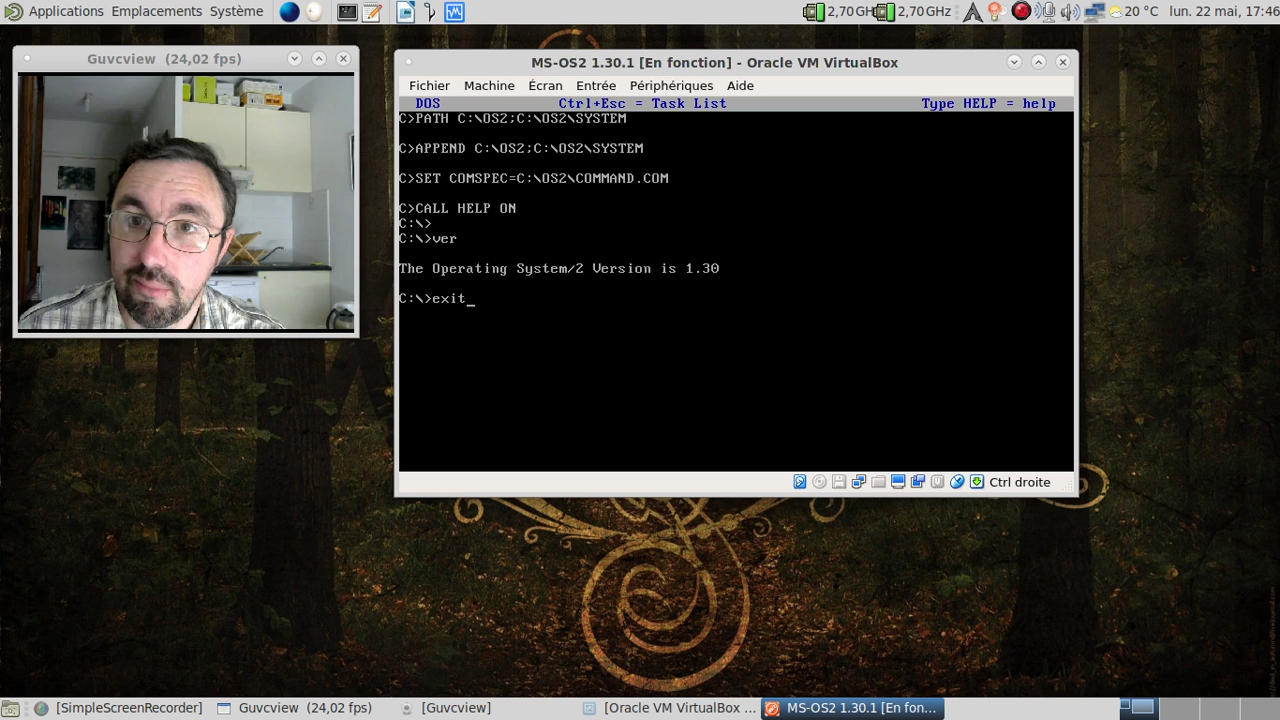 Applications Emplacements Système
2,70 GH 2,70 GHz 20 °C lun. 22 mai, 17:46
Guvcview (24,02 fps)
MS-OS2 1.30.1 [En fonction] - Oracle VM VirtualBox
Fichier Machine Écran Entrée Périphériques Aide
DOS Ctrl+Esc = Task List Type HELP = help
C>PATH C:\OS2;C:\OS2\SYSTEM
C>APPEND C:\OS2;C:\OS2\SYSTEM
C>SET COMSPEC=C:\OS2\COMMAND.COM
C>CALL HELP ON
C:\>
C:\>ver
The Operating System/2 Version is 1.30
C:\>exit_
Ctrl droite
[SimpleScreenRecorder] Guvcview (24,02 fps) [Guvcview] [Oracle VM VirtualBox ... MS-OS2 1.30.1 [En fon...